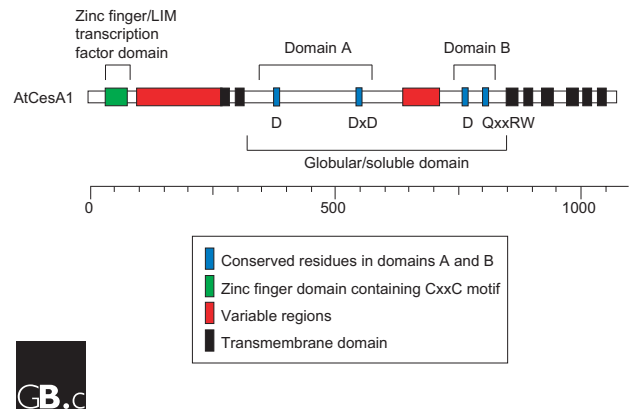 Zinc finger/LIM
transcription
factor domain
Domain A
Domain B
AtCesA1
D
DxD
D
QxxRW
Globular/soluble domain
0
500
1000
Conserved residues in domains A and B
Zinc finger domain containing CxxC motif
Variable regions
Transmembrane domain
GB.c